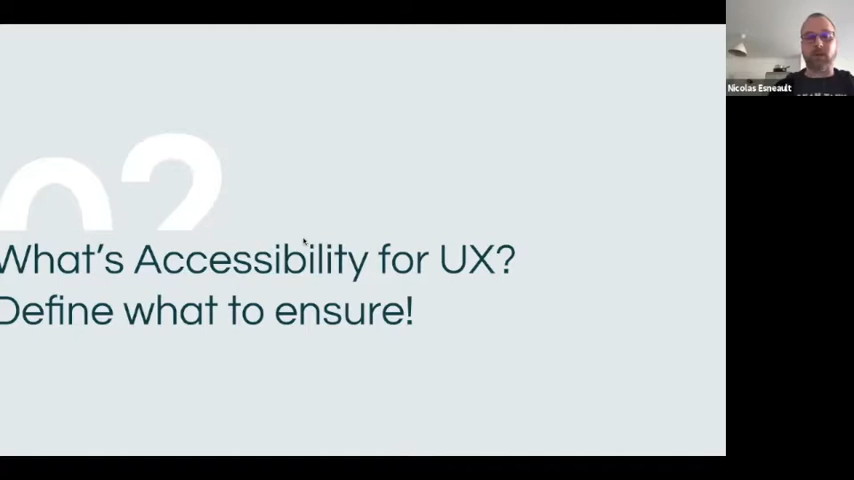 02
What's Accessibility for UX?
Define what to ensure!
Nicolas Esneault